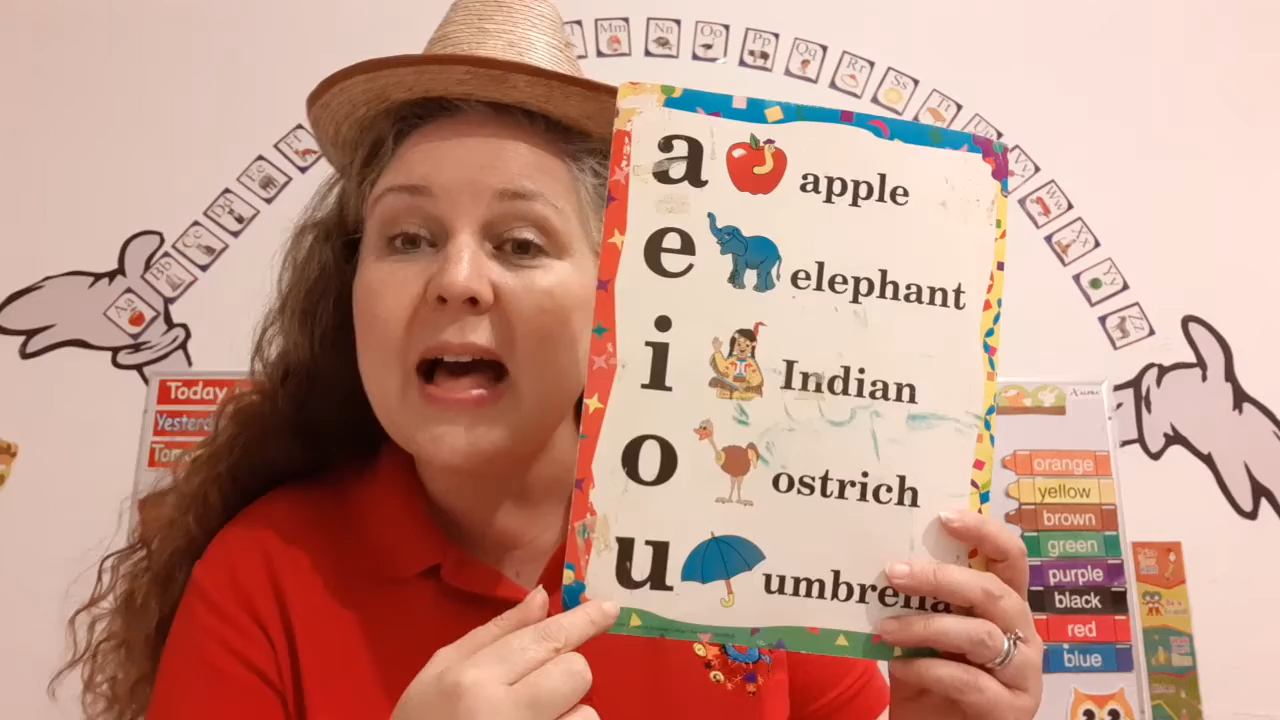 Mm
Nn
Oo
Pp
Qq
Rr
Ss
Tt
Uu
Vv
Ww
Xx
Yy
Zz
Ff
Ee
Dd
Cc
Bb
Aa
a apple
e elephant
i Indian
o ostrich
u umbrella
Today
orange
yellow
brown
green
purple
black
red
blue